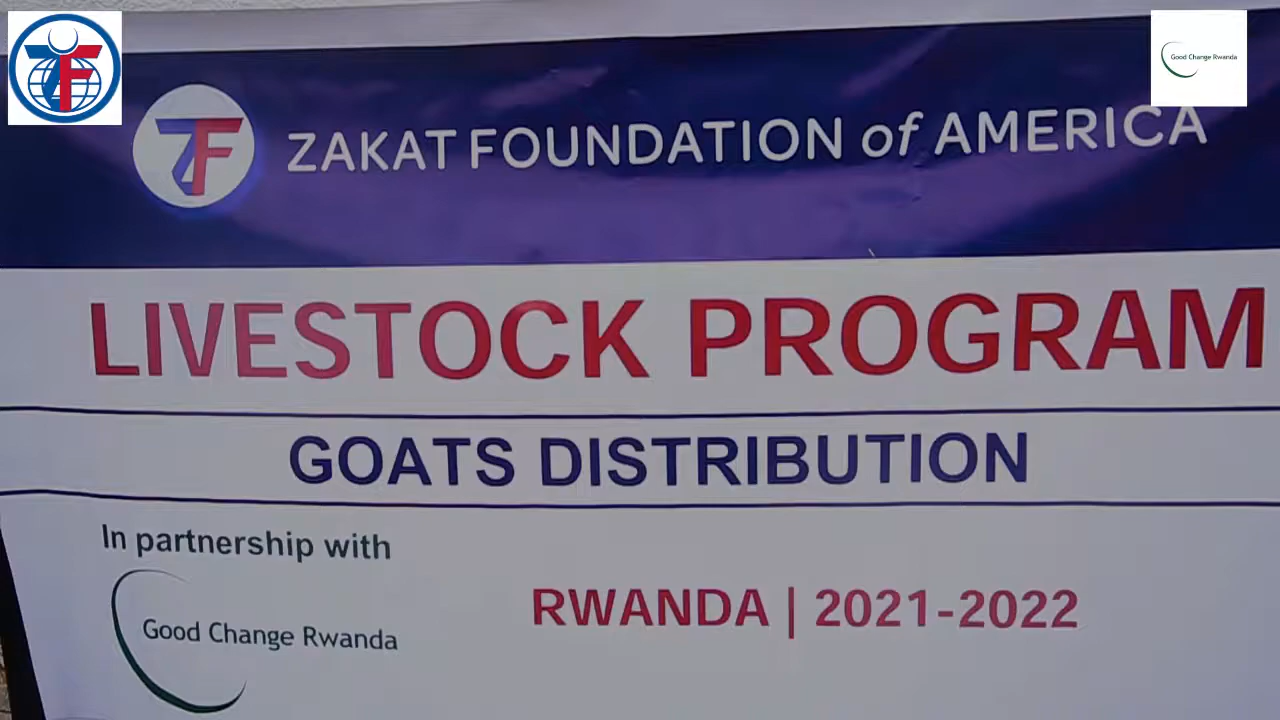 ZF
Good Change Rwanda
ZF ZAKAT FOUNDATION of AMERICA
LIVESTOCK PROGRAM
GOATS DISTRIBUTION
In partnership with
Good Change Rwanda
RWANDA | 2021-2022